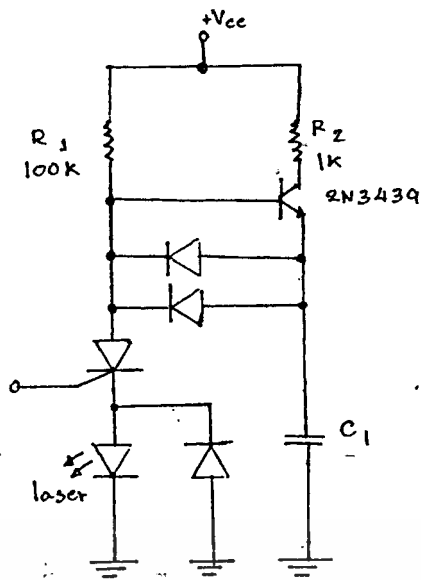 +Vcc
R1
100K
R2
1K
2N3439
laser
C1